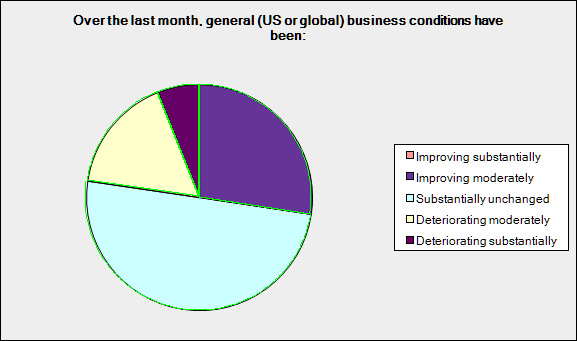 Over the last month, general (US or global) business conditions have
been:
Improving substantially
Improving moderately
Substantially unchanged
Deteriorating moderately
Deteriorating substantially